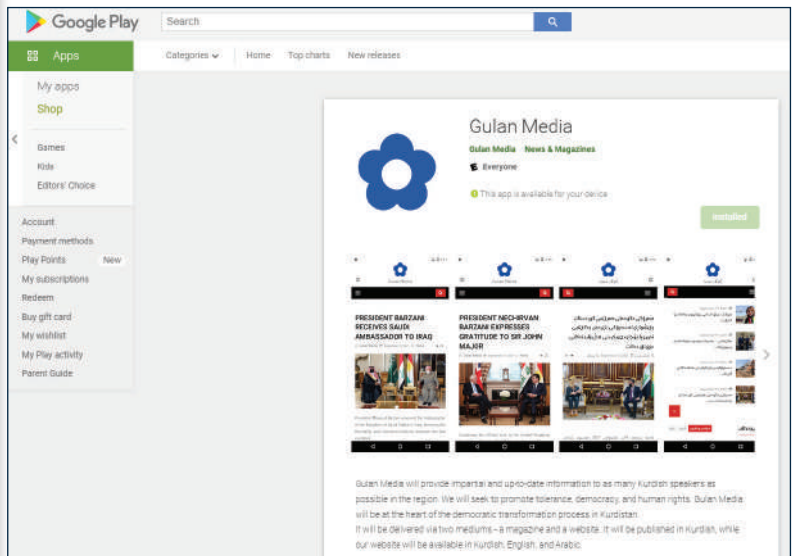 Google Play
Search
Apps
Categories
Home
Top charts
New releases
My apps
Shop
Games
Kids
Editors' Choice
Account
Payment methods
Play Points
New
My subscriptions
Redeem
Buy gift card
My wishlist
My Play activity
Parent Guide
Gulan Media
Gulan Media News & Magazines
Everyone
This app is available for your device
Installed
PRESIDENT BARZANI
RECEIVES SAUDI
AMBASSADOR TO IRAQ
PRESIDENT NECHIRVAN
BARZANI EXPRESSES
GRATITUDE TO SIR JOHN
MAJOR
Gulan Media will provide impartial and up-to-date information to as many Kurdish speakers as
possible in the region. We will seek to promote tolerance, democracy, and human rights. Gulan Media
will be at the heart of the democratic transformation process in Kurdistan.
It will be delivered via two mediums – a magazine and a website. It will be published in Kurdish, while
our website will be available in Kurdish, English, and Arabic.